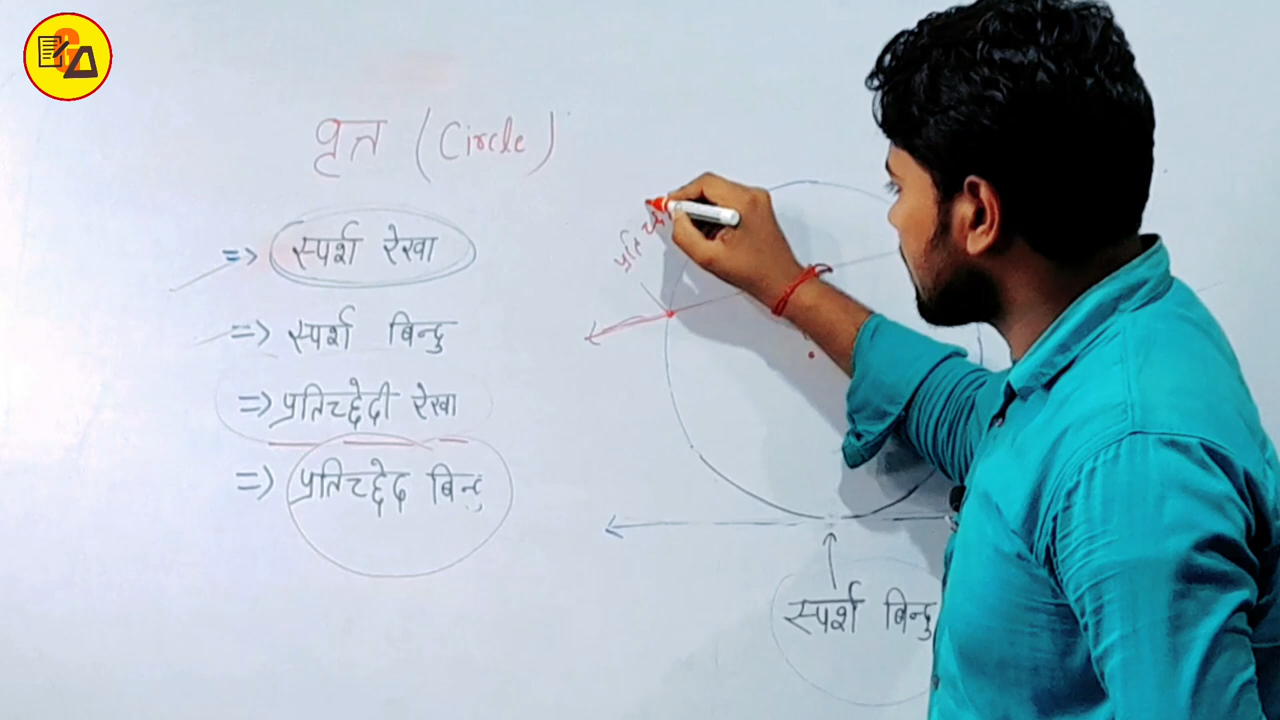 वृत्त (Circle)
=> स्पर्श रेखा
=> स्पर्श बिन्दु
=> प्रतिच्छेदी रेखा
=> प्रतिच्छेद बिन्दु
स्पर्श बिन्दु